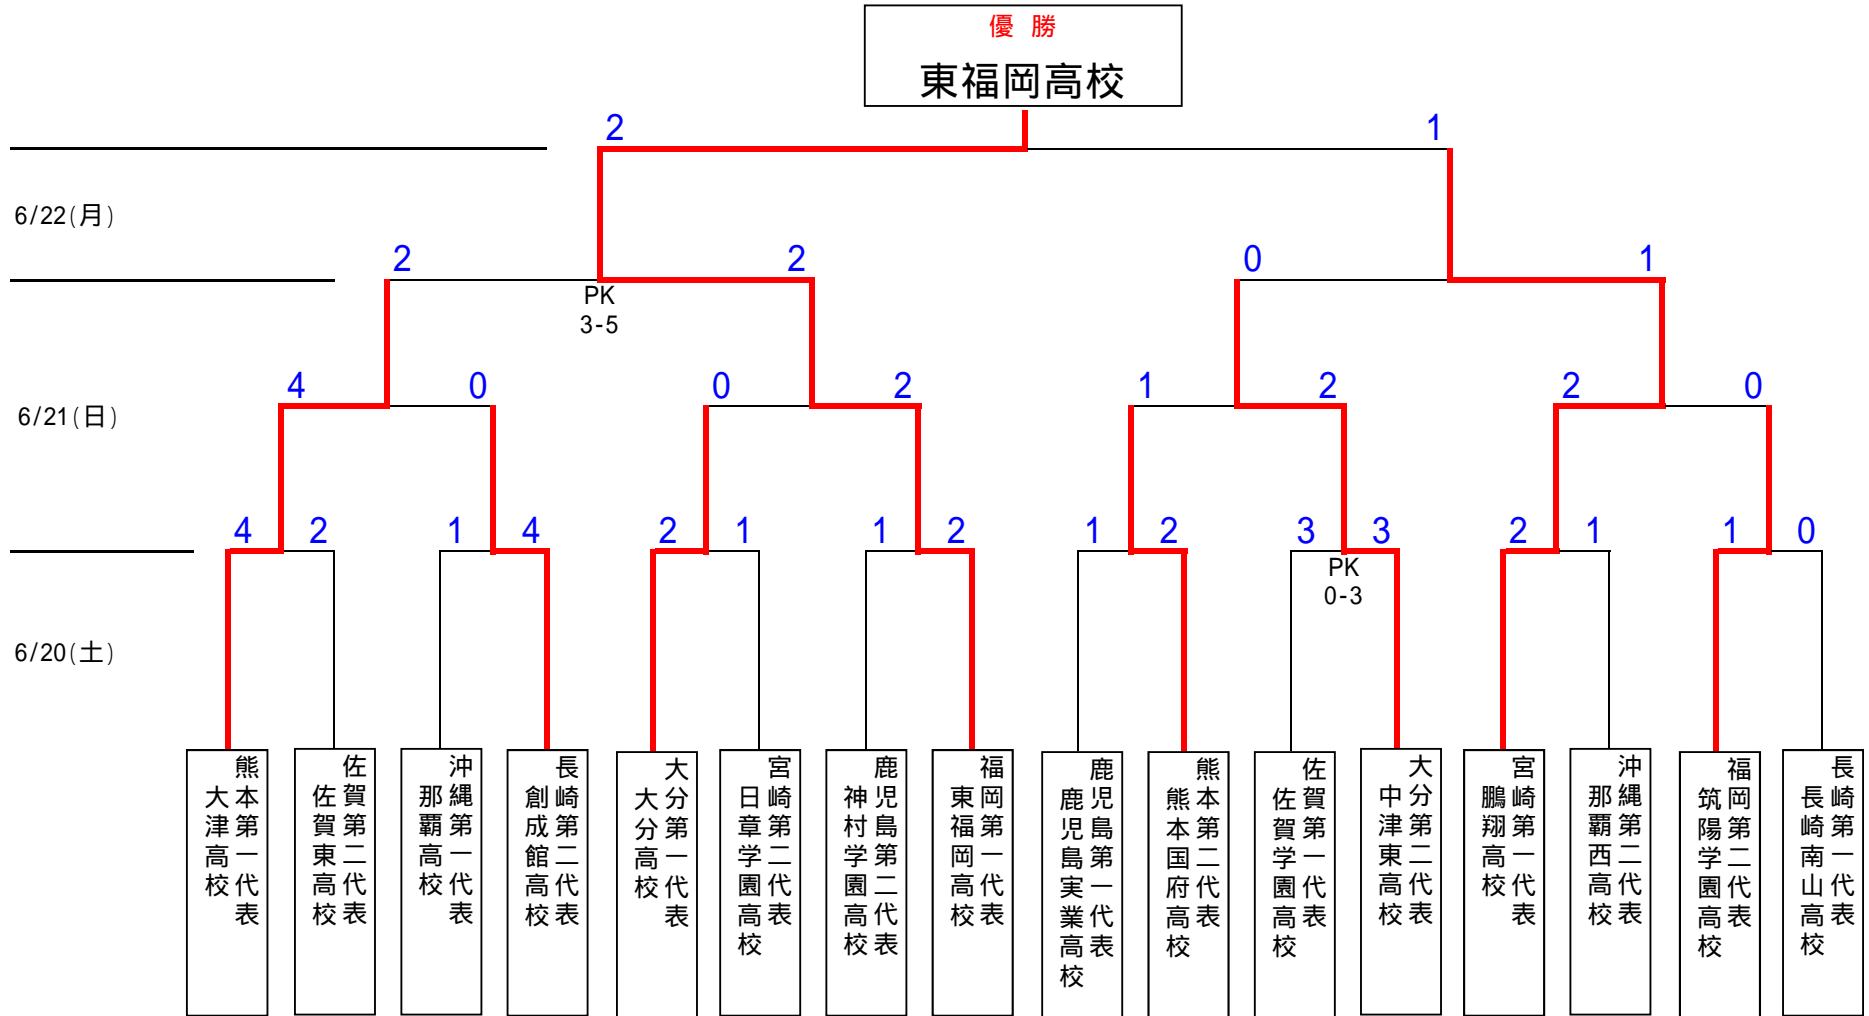 優 勝
東福岡高校
2 1
6/22(月)
2 2 0 1
PK
3-5
4 0 0 2 1 2 2 0
6/21(日)
4 2 1 4 2 1 1 2 1 2 3 3 2 1 1 0
PK
0-3
6/20(土)
熊本第一代表
大津高校
佐賀第二代表
佐賀東高校
沖縄第一代表
那覇高校
長崎第二代表
創成館高校
大分第一代表
大分高校
宮崎第二代表
日章学園高校
鹿児島第二代表
神村学園高校
福岡第一代表
東福岡高校
鹿児島第一代表
鹿児島実業高校
熊本第二代表
熊本国府高校
佐賀第一代表
佐賀学園高校
大分第二代表
中津東高校
宮崎第一代表
鵬翔高校
沖縄第二代表
那覇西高校
福岡第二代表
筑陽学園高校
長崎第一代表
長崎南山高校